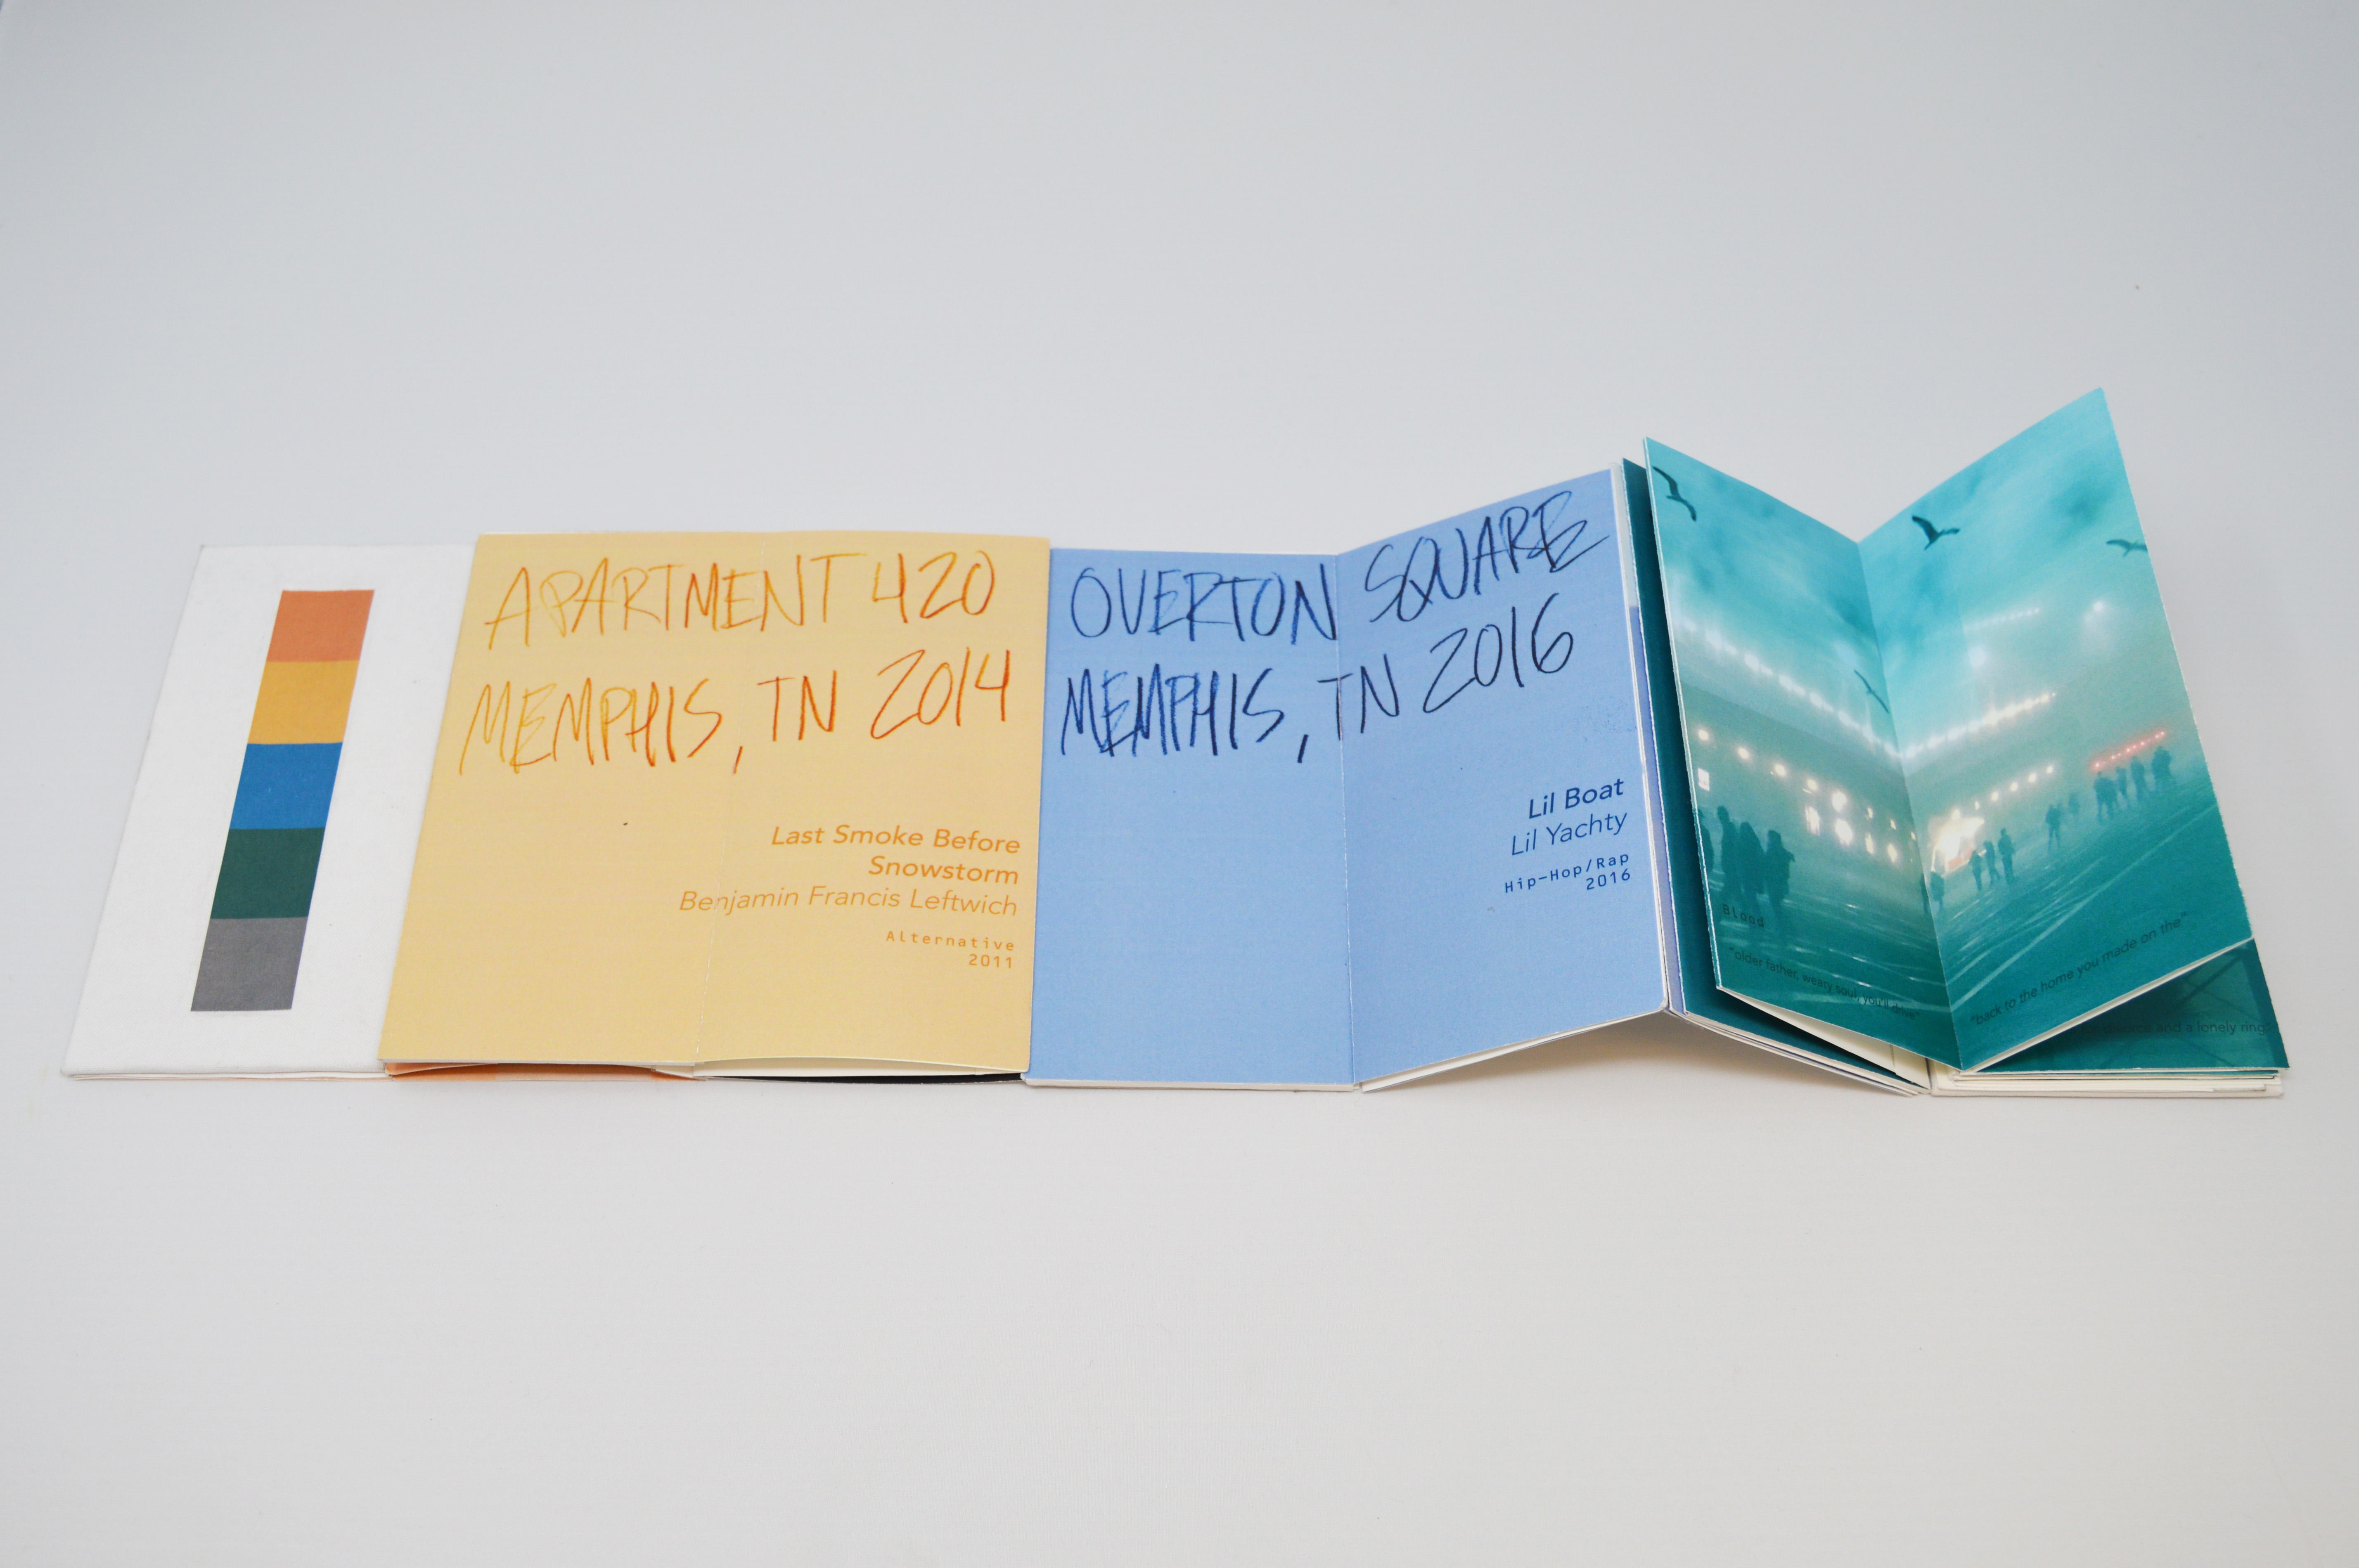 APARTMENT 420
MEMPHIS, TN 2014
Last Smoke Before
Snowstorm
Benjamin Francis Leftwich
Alternative
2011
OVERTON SQUARE
MEMPHIS, TN 2016
Lil Boat
Lil Yachty
Hip-Hop/Rap
2016
Blood
"older father, weary soul, you'll drive"
"back to the home you made on the"
and a lonely ring"